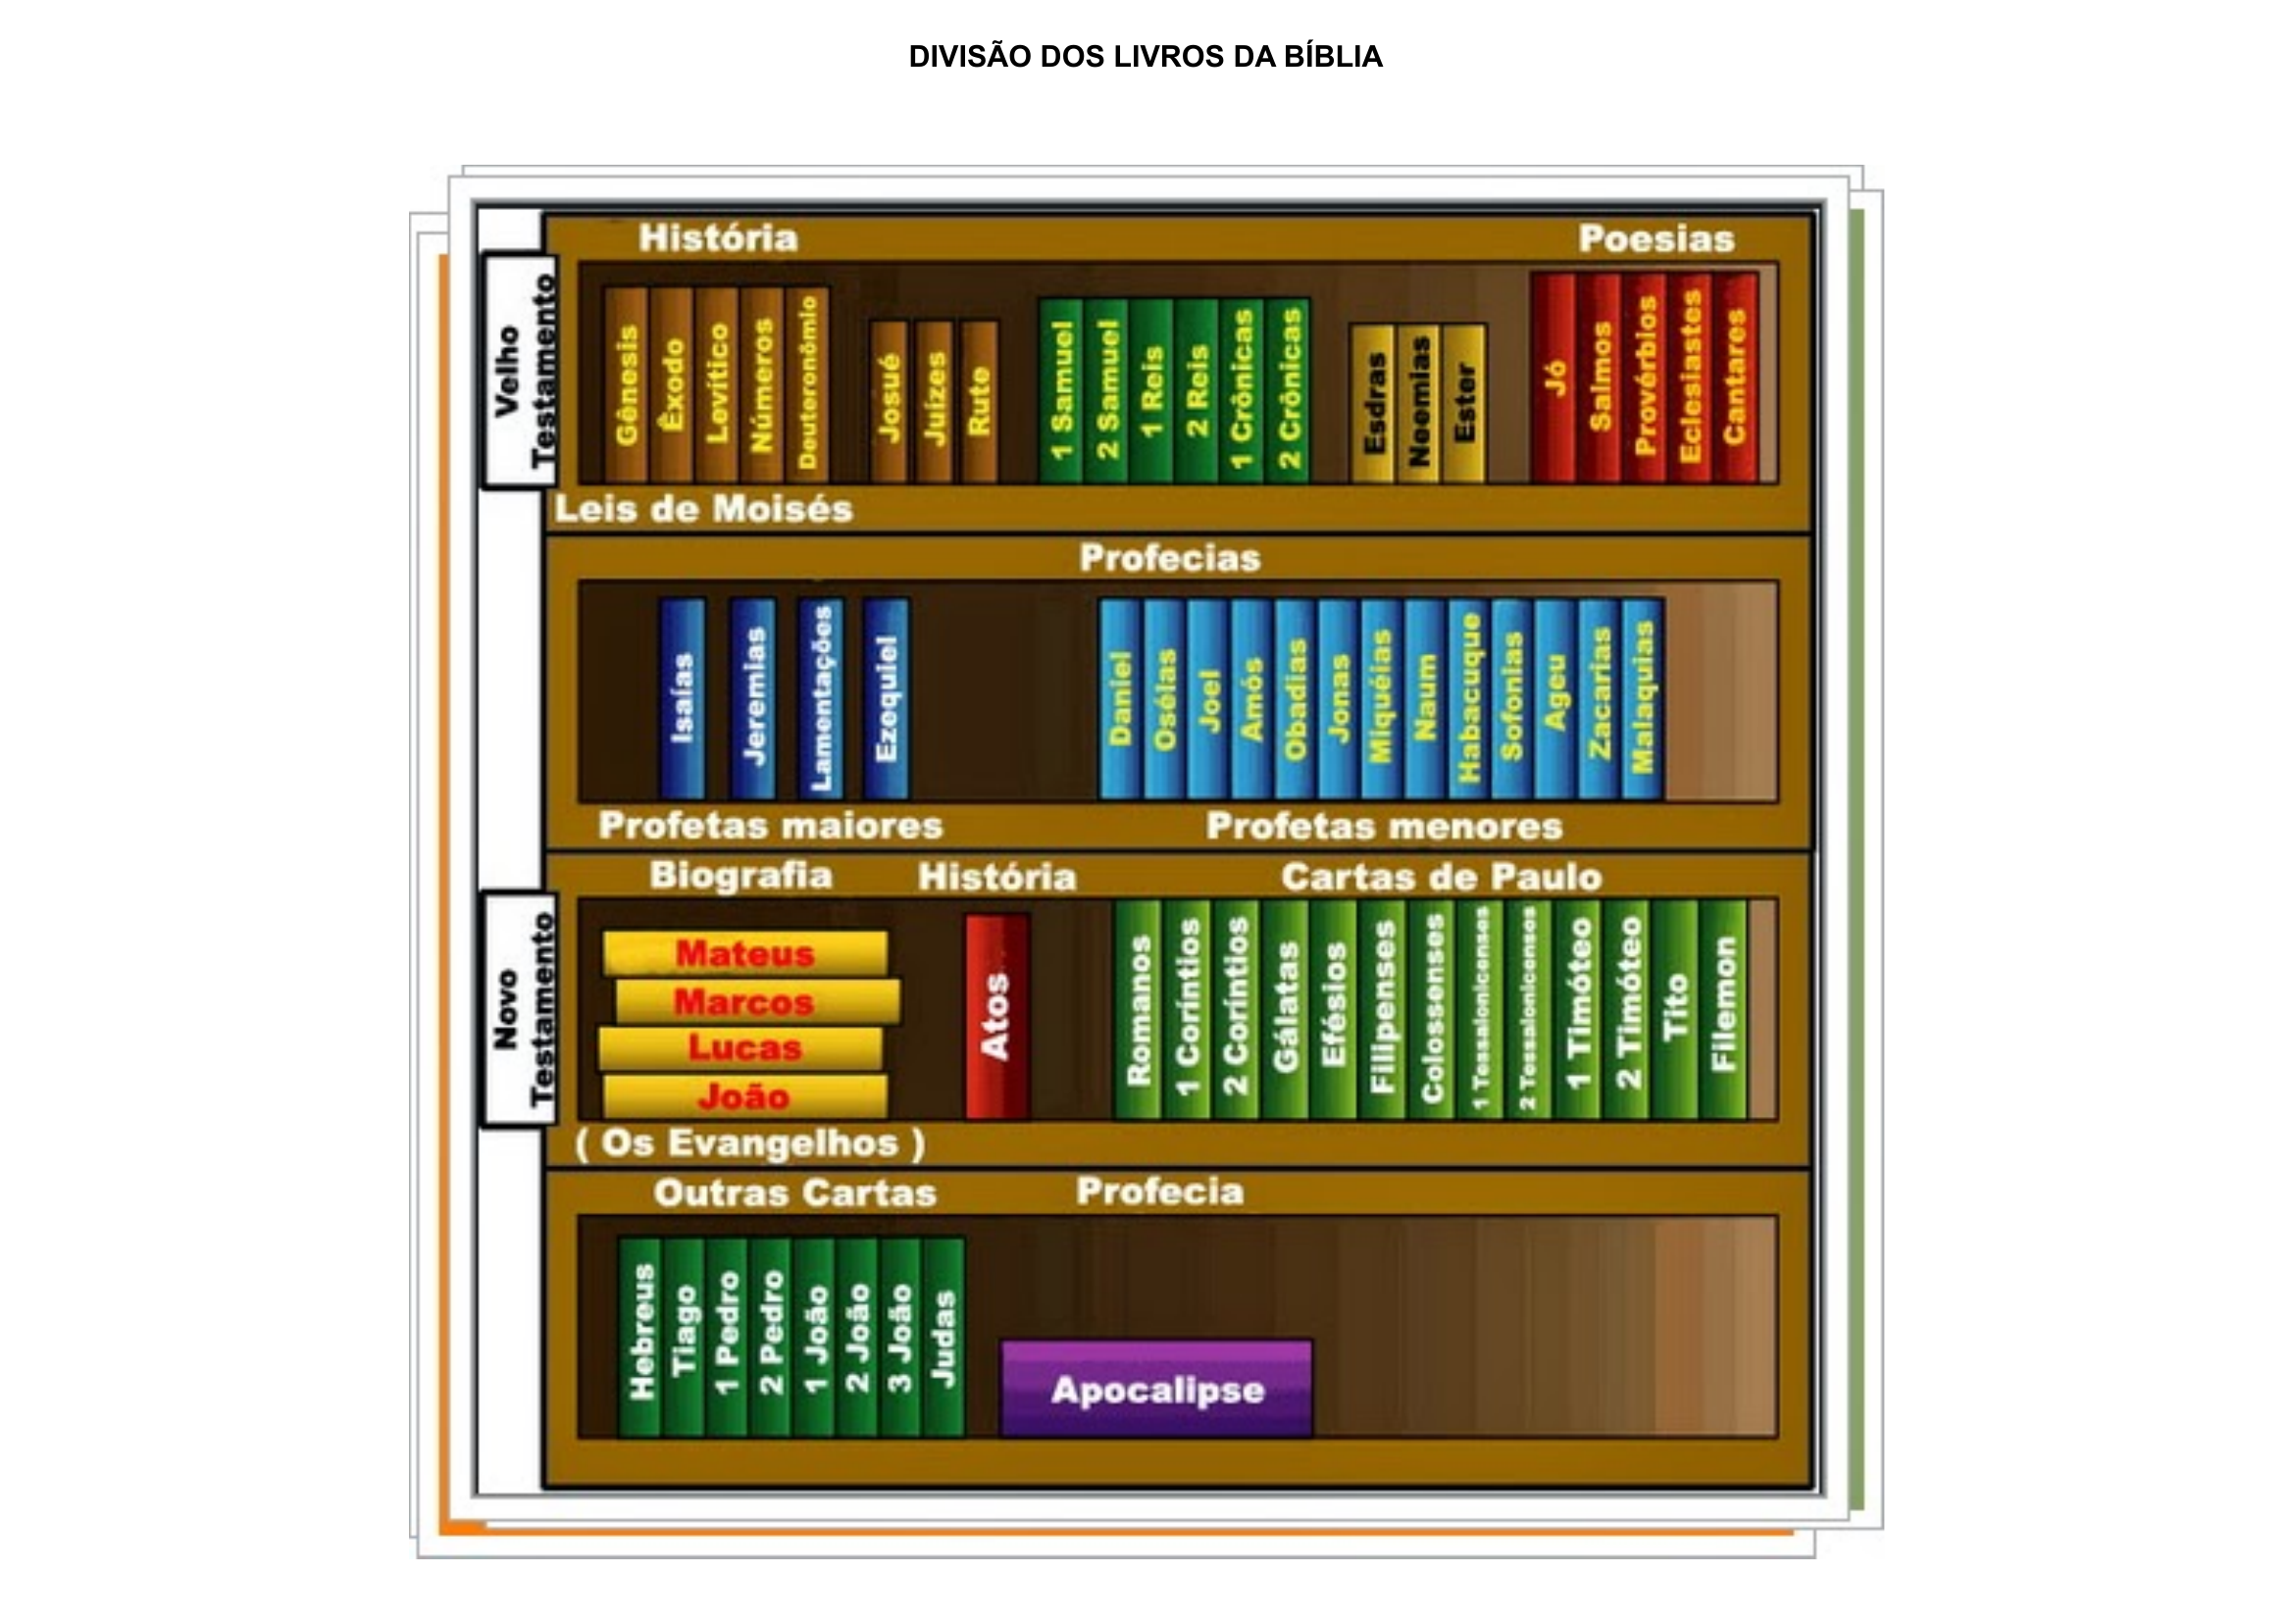 DIVISÃO DOS LIVROS DA BÍBLIA
História
Poesias
Velho
Testamento
Gênesis
Êxodo
Levítico
Números
Deuteronômio
Josué
Juízes
Rute
1 Samuel
2 Samuel
1 Reis
2 Reis
1 Crônicas
2 Crônicas
Esdras
Neemias
Ester
Jó
Salmos
Provérbios
Eclesiastes
Cantares
Leis de Moisés
Profecias
Isaías
Jeremias
Lamentações
Ezequiel
Daniel
Oséias
Joel
Amós
Obadias
Jonas
Miquéias
Naum
Habacuque
Sofonias
Ageu
Zacarias
Malaquias
Profetas maiores
Profetas menores
Biografia
História
Cartas de Paulo
Novo
Testamento
Mateus
Marcos
Lucas
João
Atos
Romanos
1 Coríntios
2 Coríntios
Gálatas
Efésios
Filipenses
Colossenses
1 Tessalonicenses
2 Tessalonicenses
1 Timóteo
2 Timóteo
Tito
Filemon
( Os Evangelhos )
Outras Cartas
Profecia
Hebreus
Tiago
1 Pedro
2 Pedro
1 João
2 João
3 João
Judas
Apocalipse